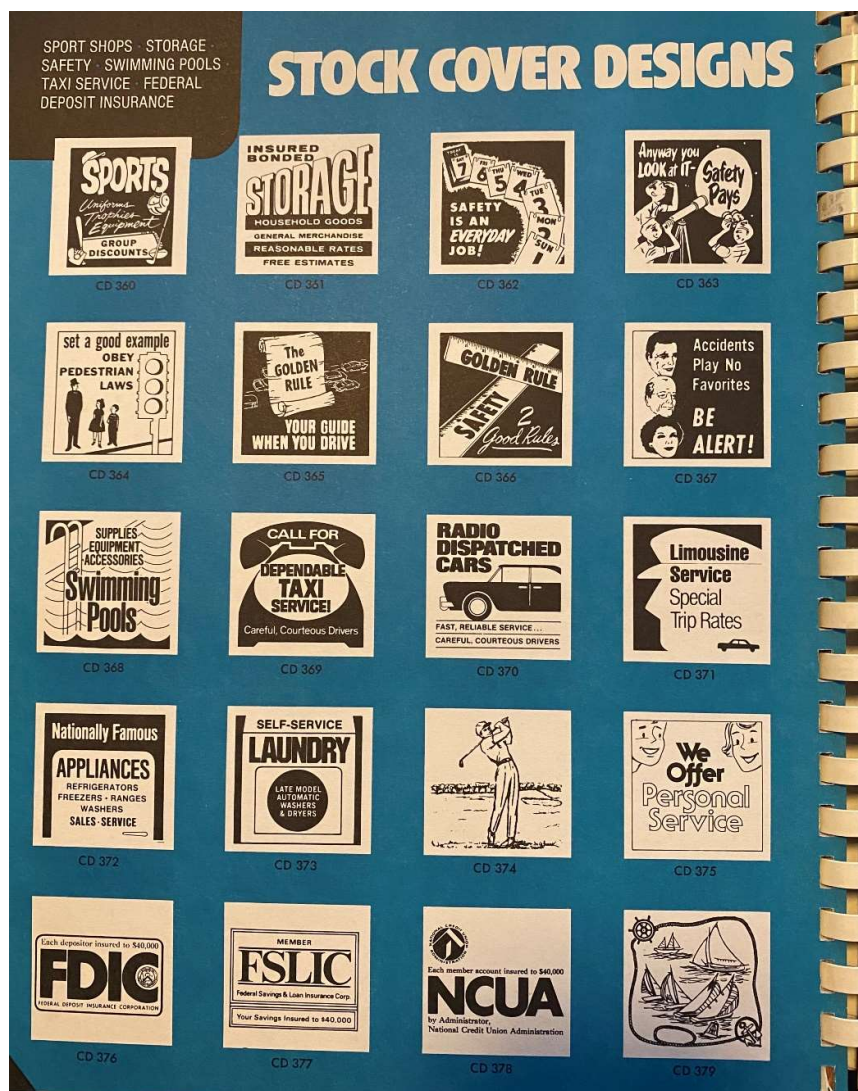 SPORT SHOPS · STORAGE ·
SAFETY · SWIMMING POOLS ·
TAXI SERVICE · FEDERAL
DEPOSIT INSURANCE
STOCK COVER DESIGNS
SPORTS
Uniforms
Trophies
Equipment
GROUP
DISCOUNTS
CD 360
INSURED
BONDED
STORAGE
HOUSEHOLD GOODS
GENERAL MERCHANDISE
REASONABLE RATES
FREE ESTIMATES
CD 361
SAT 7
FRI 6
THU 5
WED 4
TUE 3
MON 2
SUN 1
SAFETY
IS AN
EVERYDAY
JOB!
CD 362
Anyway you
LOOK at IT-
Safety
Pays
CD 363
set a good example
OBEY
PEDESTRIAN
LAWS
CD 364
The
GOLDEN
RULE
YOUR GUIDE
WHEN YOU DRIVE
CD 365
GOLDEN RULE
SAFETY
2
Good Rules
CD 366
Accidents
Play No
Favorites
BE
ALERT!
CD 367
SUPPLIES
EQUIPMENT
ACCESSORIES
Swimming
Pools
CD 368
CALL FOR
DEPENDABLE
TAXI
SERVICE!
Careful, Courteous Drivers
CD 369
RADIO
DISPATCHED
CARS
FAST, RELIABLE SERVICE...
CAREFUL, COURTEOUS DRIVERS
CD 370
Limousine
Service
Special
Trip Rates
CD 371
Nationally Famous
APPLIANCES
REFRIGERATORS
FREEZERS • RANGES
WASHERS
SALES · SERVICE
CD 372
SELF-SERVICE
LAUNDRY
LATE MODEL
AUTOMATIC
WASHERS
& DRYERS
CD 373
CD 374
We
Offer
Personal
Service
CD 375
Each depositor insured to $40,000
FDIC
FEDERAL DEPOSIT INSURANCE CORPORATION
CD 376
MEMBER
FSLIC
Federal Savings & Loan Insurance Corp.
Your Savings Insured to $40,000
CD 377
NATIONAL CREDIT UNION ADMINISTRATION
Each member account insured to $40,000
NCUA
by Administrator,
National Credit Union Administration
CD 378
CD 379